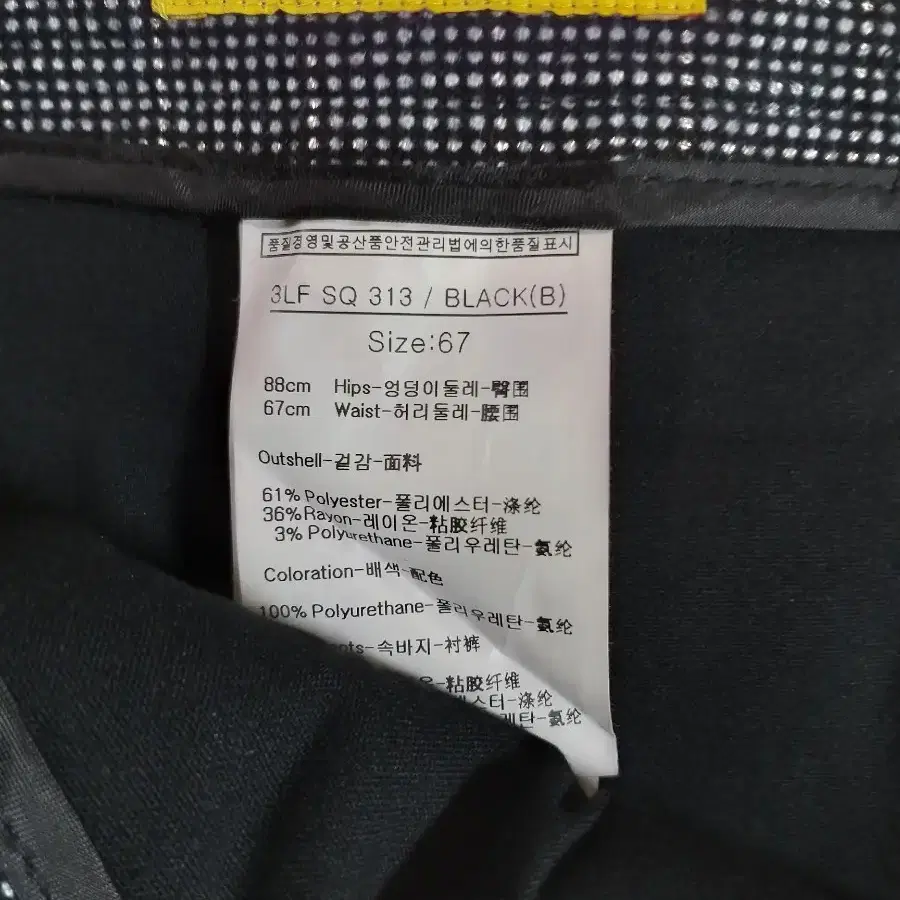 품질경영및공산품안전관리법에의한품질표시
3LF SQ 313 / BLACK(B)
Size:67
88cm Hips-엉덩이둘레-臀围
67cm Waist-허리둘레-腰围
Outshell-겉감-面料
61% Polyester-폴리에스터-涤纶
36% Rayon-레이온-粘胶纤维
3% Polyurethane-폴리우레탄-氨纶
Coloration-배색-配色
100% Polyurethane-폴리우레탄-氨纶
-속바지-衬裤
-粘胶纤维
-涤纶
-氨纶